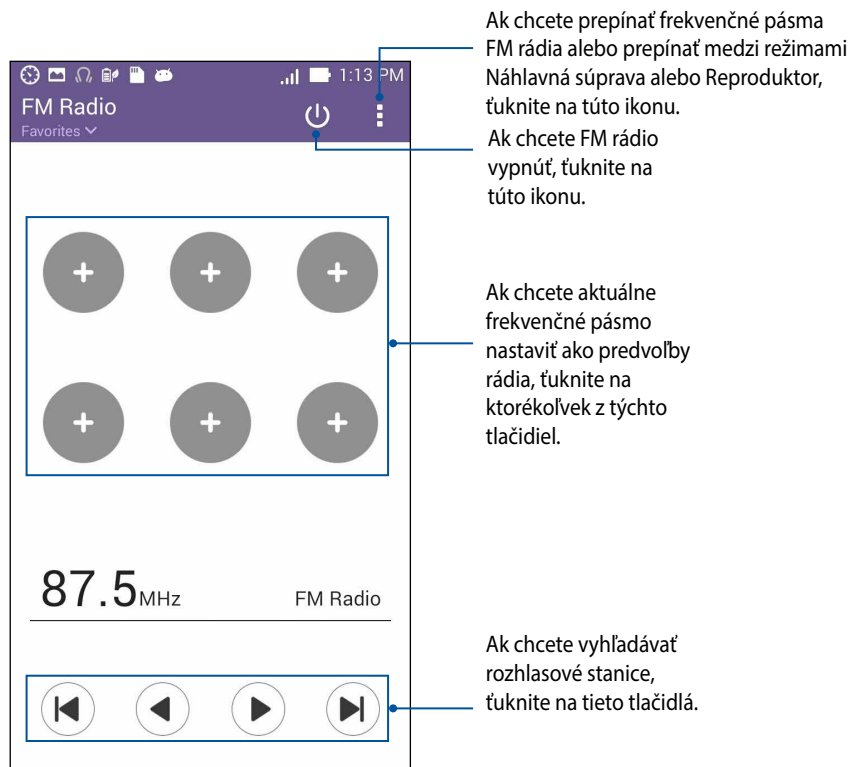 Ak chcete prepínať frekvenčné pásma
FM rádia alebo prepínať medzi režimami
Náhlavná súprava alebo Reproduktor,
ťuknite na túto ikonu.
1:13 PM
FM Radio
Favorites
Ak chcete FM rádio
vypnúť, ťuknite na
túto ikonu.
Ak chcete aktuálne
frekvenčné pásmo
nastaviť ako predvoľby
rádia, ťuknite na
ktorékoľvek z týchto
tlačidiel.
87.5MHz
FM Radio
Ak chcete vyhľadávať
rozhlasové stanice,
ťuknite na tieto tlačidlá.